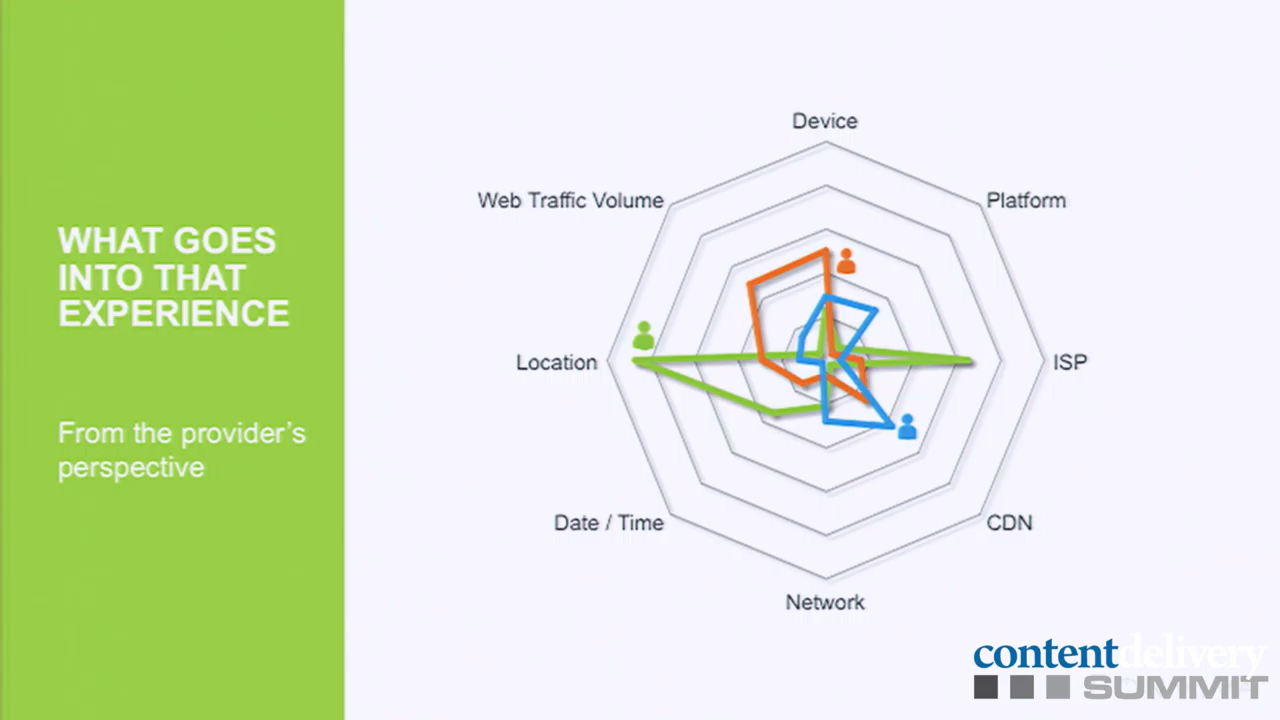 WHAT GOES
INTO THAT
EXPERIENCE
From the provider's
perspective
Device
Web Traffic Volume
Platform
Location
ISP
Date / Time
CDN
Network
contentdelivery
SUMMIT